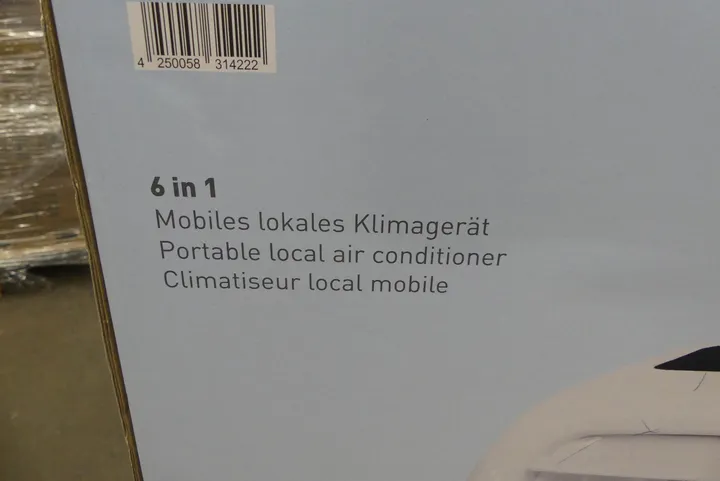 4 250058 314222
6 in 1
Mobiles lokales Klimagerät
Portable local air conditioner
Climatiseur local mobile